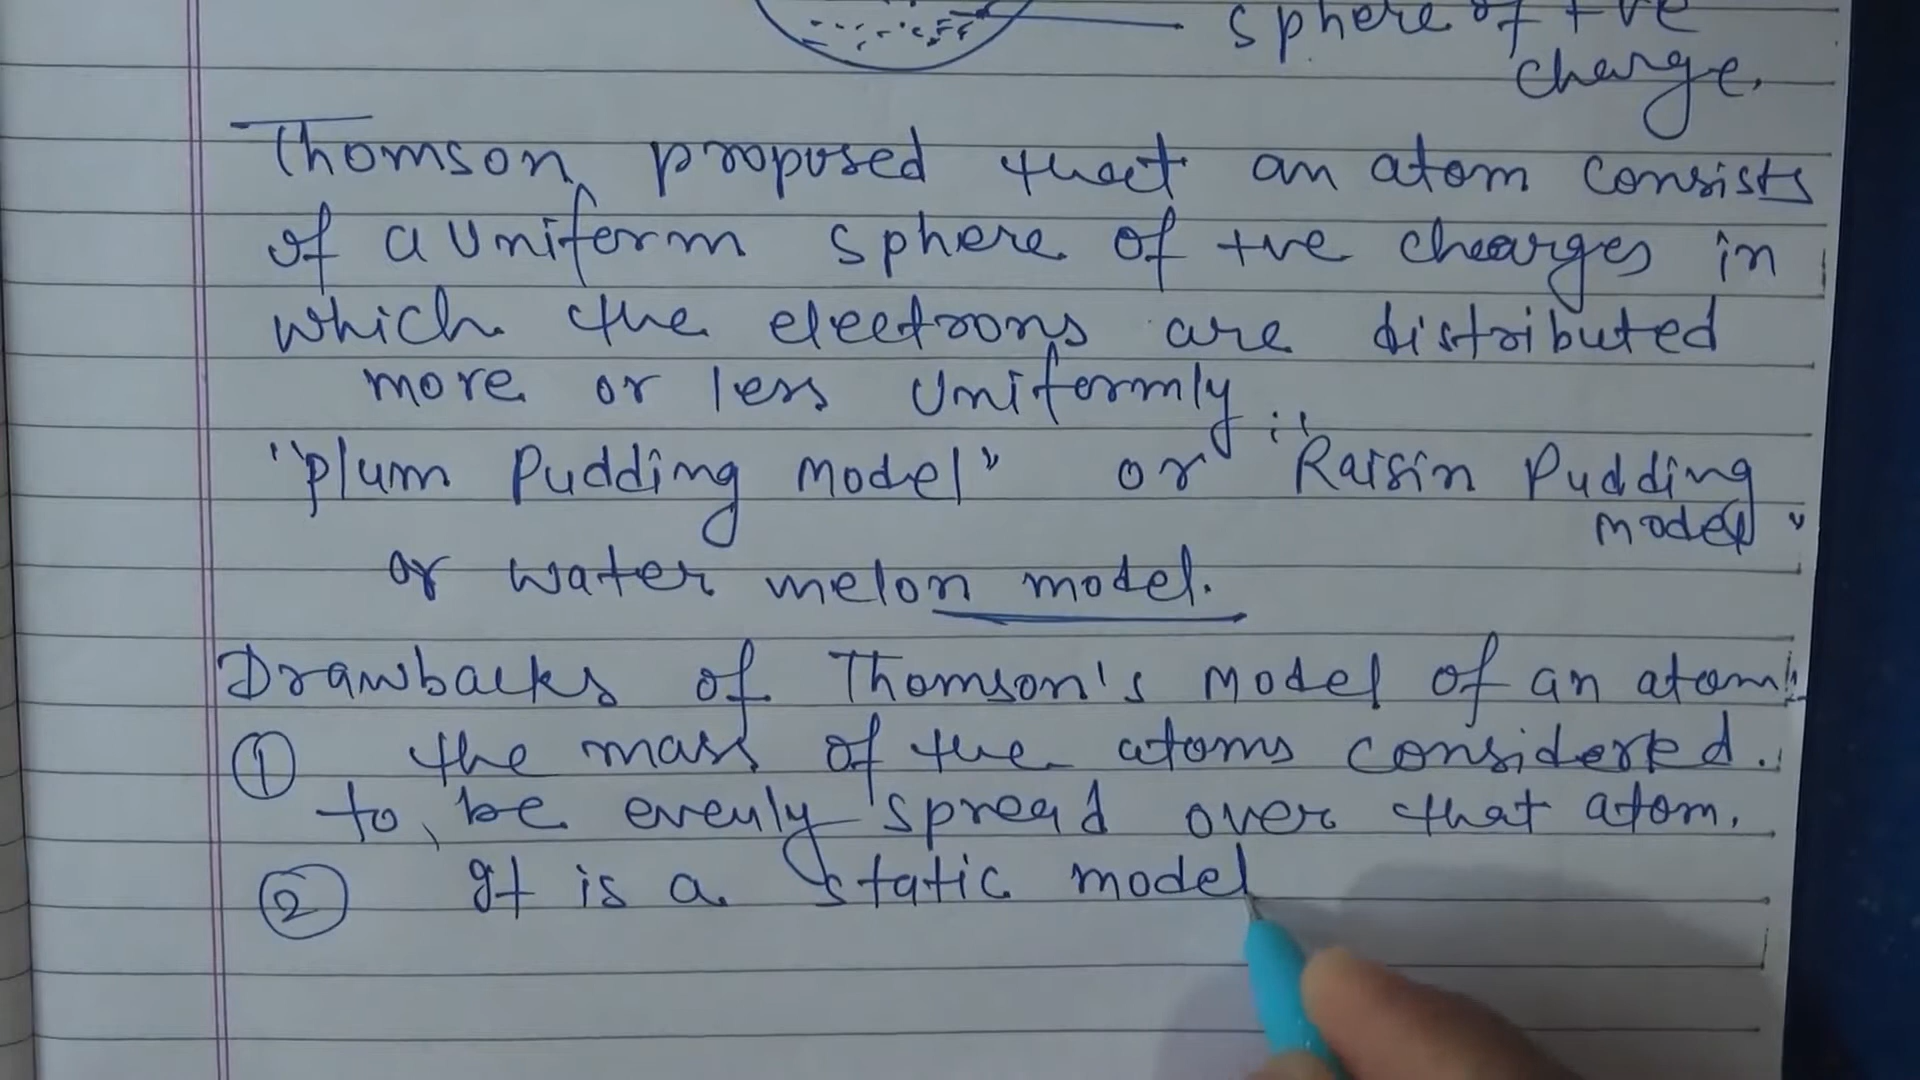 sphere of +ve
charge.
Thomson proposed that an atom consists
of a uniform sphere of +ve charges in
which the electrons are distributed
more or less uniformly
"Plum Pudding Model" or "Raisin Pudding
model"
or water melon model.
Drawbacks of Thomson's Model of an atom:
① the mass of the atoms considered.
to be evenly spread over that atom.
② It is a static model